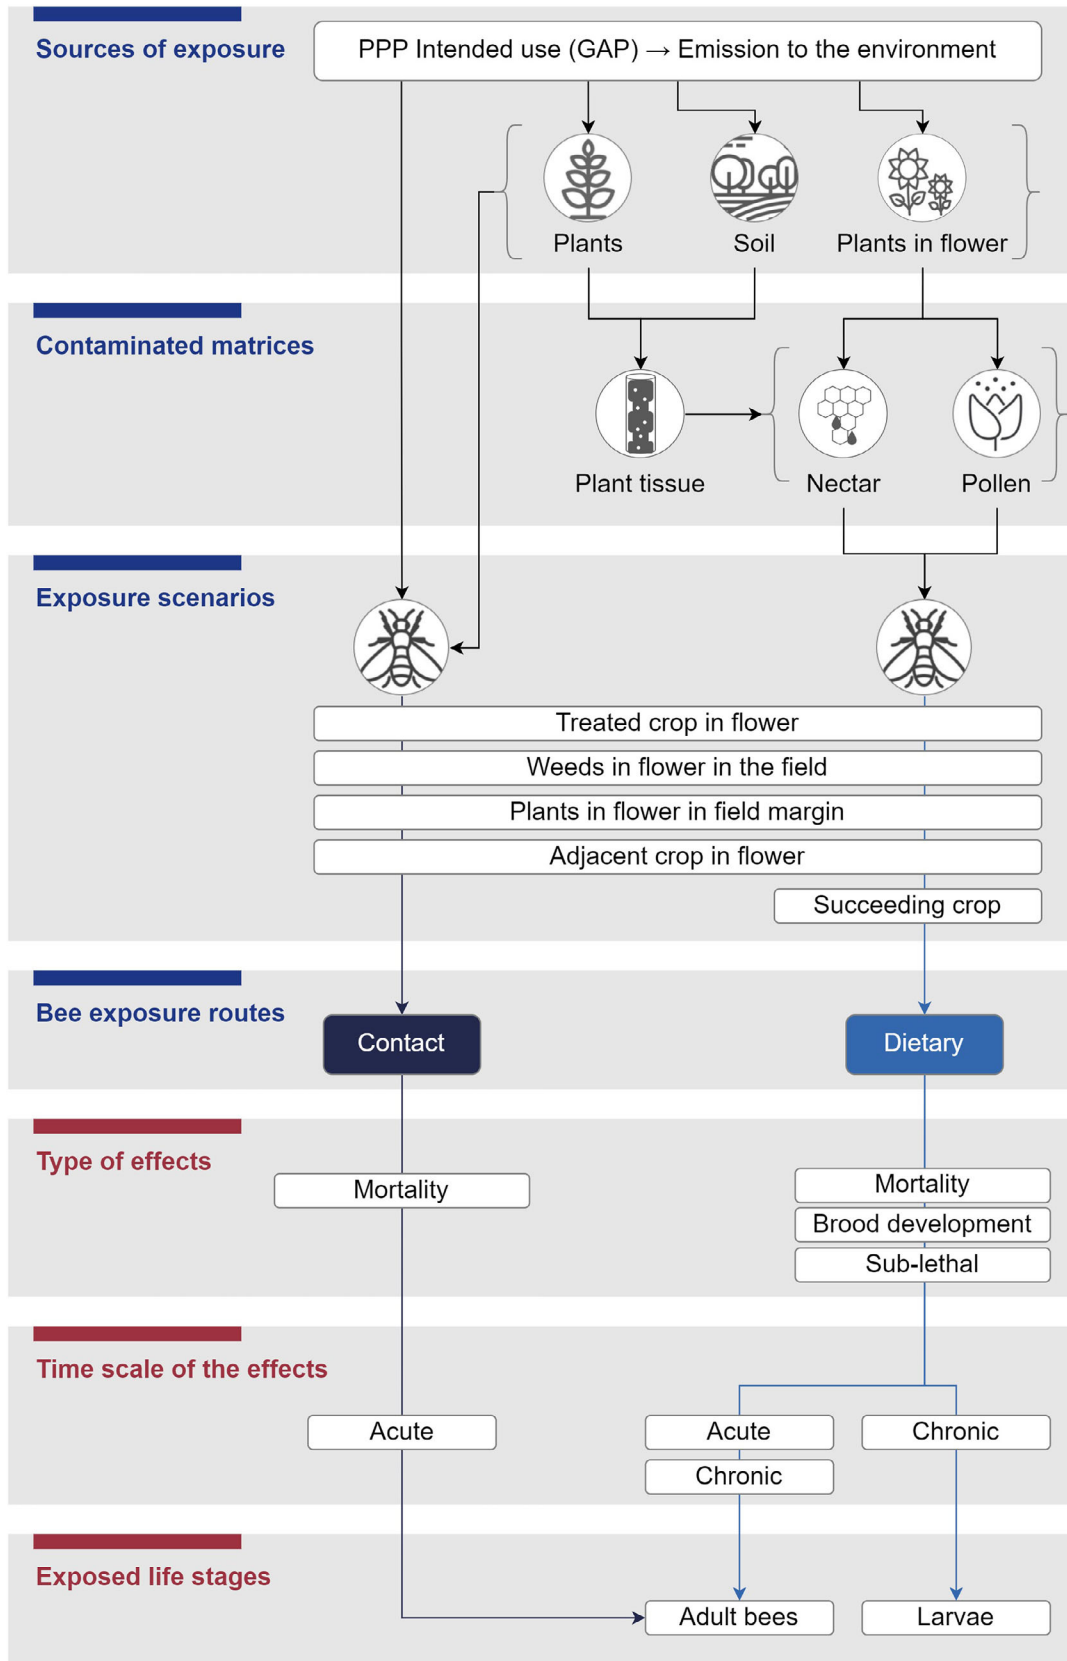 Sources of exposure
PPP Intended use (GAP) → Emission to the environment
Plants
Soil
Plants in flower
Contaminated matrices
Plant tissue
Nectar
Pollen
Exposure scenarios
Treated crop in flower
Weeds in flower in the field
Plants in flower in field margin
Adjacent crop in flower
Succeeding crop
Bee exposure routes
Contact
Dietary
Type of effects
Mortality
Mortality
Brood development
Sub-lethal
Time scale of the effects
Acute
Acute
Chronic
Chronic
Exposed life stages
Adult bees
Larvae